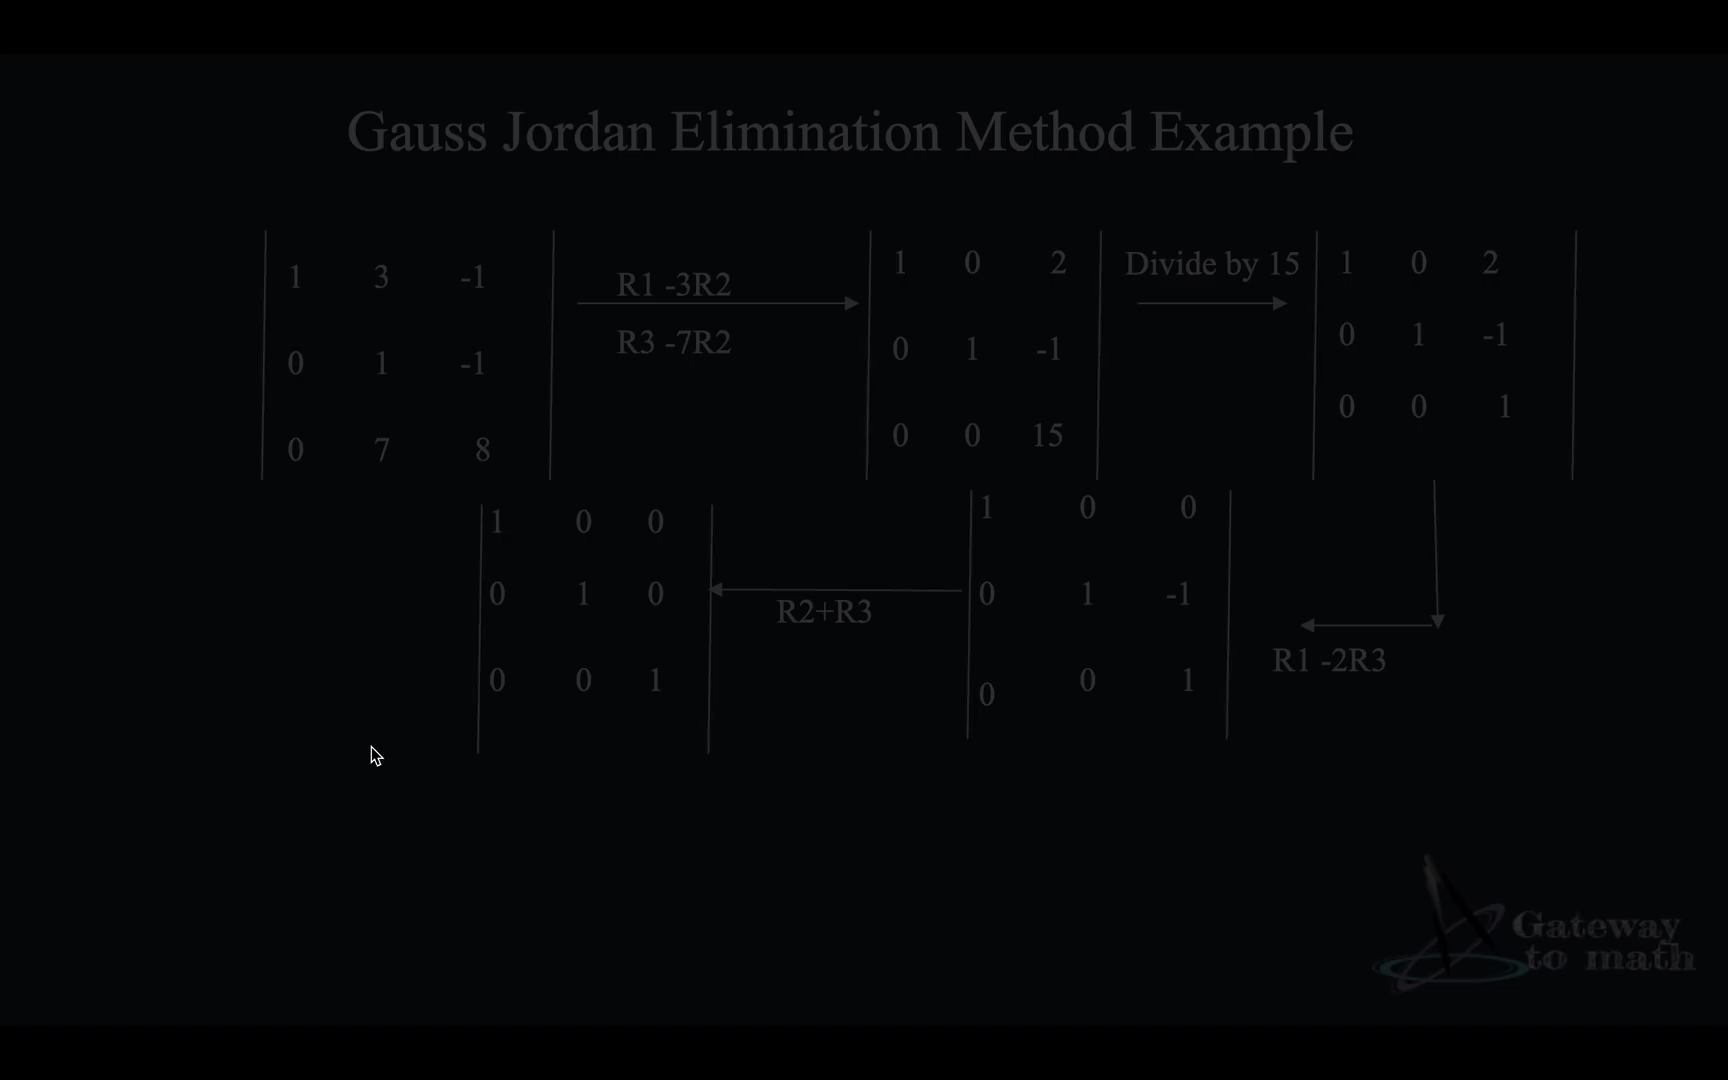 Gauss Jordan Elimination Method Example
1 3 -1
0 1 -1
0 7 8
R1 -3R2
R3 -7R2
1 0 2
0 1 -1
0 0 15
Divide by 15
1 0 2
0 1 -1
0 0 1
R1 -2R3
1 0 0
0 1 -1
0 0 1
R2+R3
1 0 0
0 1 0
0 0 1
Gateway
to math